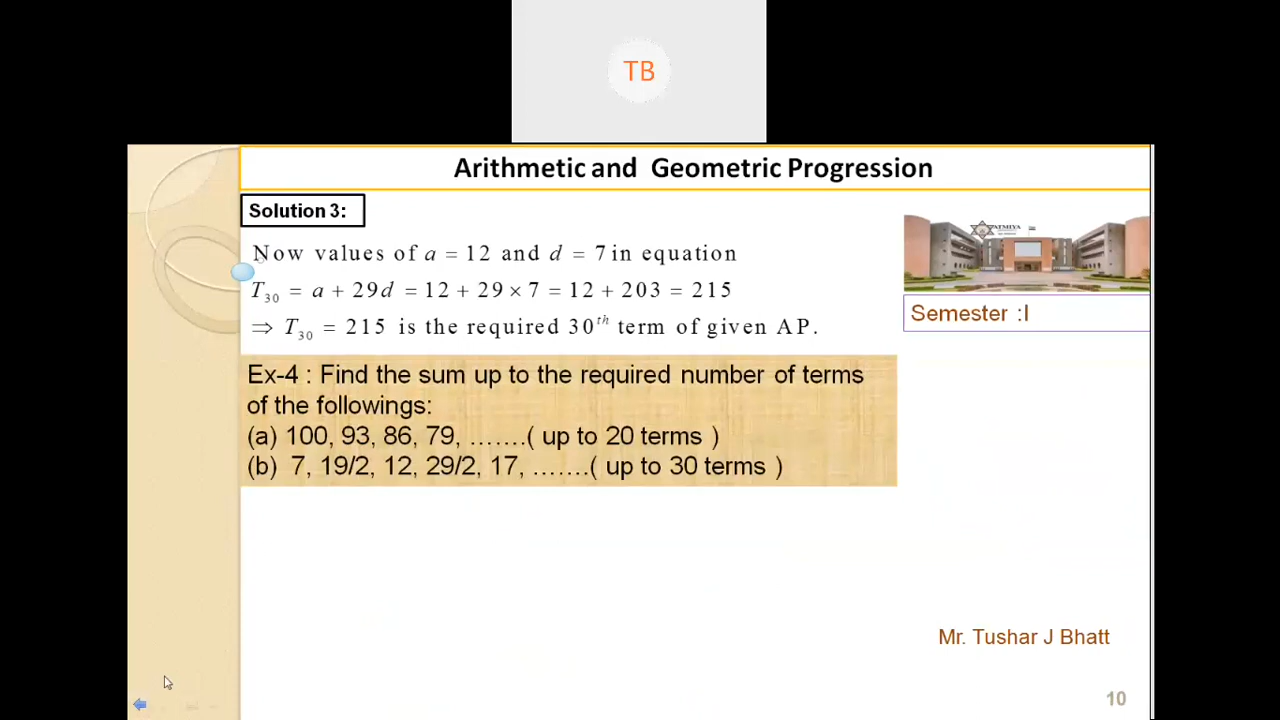 TB
Arithmetic and Geometric Progression
Solution 3:
Now values of a = 12 and d = 7 in equation
T₃₀ = a + 29d = 12 + 29 × 7 = 12 + 203 = 215
⇒ T₃₀ = 215 is the required 30ᵗʰ term of given AP.
ATMIYA
Semester :I
Ex-4 : Find the sum up to the required number of terms
of the followings:
(a) 100, 93, 86, 79, …….( up to 20 terms )
(b) 7, 19/2, 12, 29/2, 17, …….( up to 30 terms )
Mr. Tushar J Bhatt
10